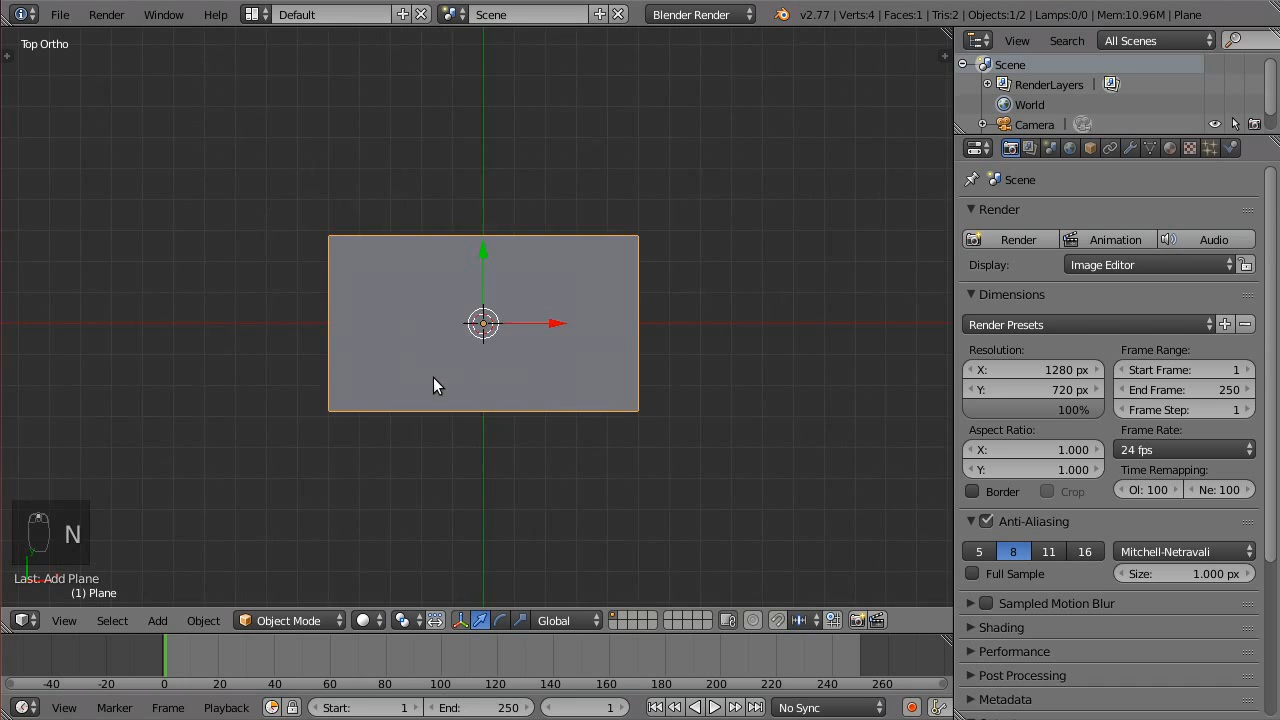 File Render Window Help Default Scene Blender Render v2.77 | Verts:4 | Faces:1 | Tris:2 | Objects:1/2 | Lamps:0/0 | Mem:10.96M | Plane
Top Ortho
View Search All Scenes
Scene
RenderLayers
World
Camera
Scene
Render
Render Animation Audio
Display: Image Editor
Dimensions
Render Presets
Resolution: Frame Range:
X: 1280 px Start Frame: 1
Y: 720 px End Frame: 250
100% Frame Step: 1
Aspect Ratio: Frame Rate:
X: 1.000 24 fps
Y: 1.000 Time Remapping:
Border Crop Ol: 100 Ne: 100
Anti-Aliasing
5 8 11 16 Mitchell-Netravali
Full Sample Size: 1.000 px
Sampled Motion Blur
Shading
Performance
Post Processing
Metadata
N
Last: Add Plane
(1) Plane
View Select Add Object Object Mode Global
-40 -20 0 20 40 60 80 100 120 140 160 180 200 220 240 260
View Marker Frame Playback Start: 1 End: 250 1 No Sync